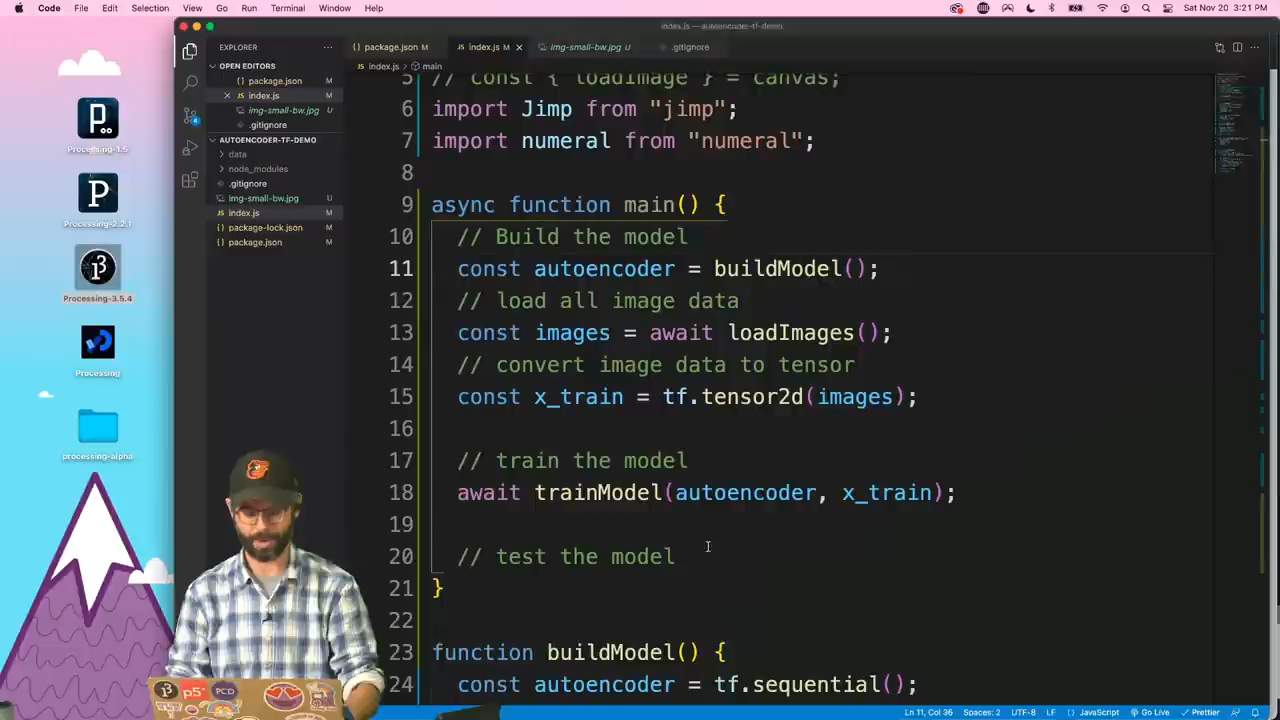 Code File Edit Selection View Go Run Terminal Window Help
Sat Nov 20 3:21 PM
index.js — autoencoder-tf-demo
EXPLORER
OPEN EDITORS
package.json M
index.js M
img-small-bw.jpg U
.gitignore
AUTOENCODER-TF-DEMO
data
node_modules
.gitignore
img-small-bw.jpg U
index.js M
package-lock.json M
package.json M
package.json M
index.js M
img-small-bw.jpg U
.gitignore
index.js > main
5 // const { loadImage } = canvas;
6 import Jimp from "jimp";
7 import numeral from "numeral";
8
9 async function main() {
10 // Build the model
11 const autoencoder = buildModel();
12 // load all image data
13 const images = await loadImages();
14 // convert image data to tensor
15 const x_train = tf.tensor2d(images);
16
17 // train the model
18 await trainModel(autoencoder, x_train);
19
20 // test the model
21 }
22
23 function buildModel() {
24 const autoencoder = tf.sequential();
Processing-1.5
Processing-2.2.1
Processing-3.5.4
Processing
processing-alpha
p5*
PCD
Ln 11, Col 36 Spaces: 2 UTF-8 LF JavaScript Go Live Prettier